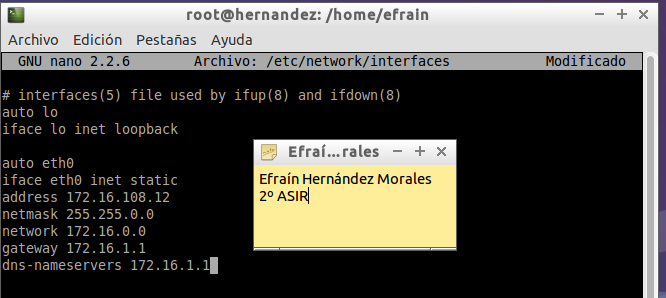 root@hernandez: /home/efrain
Archivo Edición Pestañas Ayuda
GNU nano 2.2.6 Archivo: /etc/network/interfaces Modificado
# interfaces(5) file used by ifup(8) and ifdown(8)
auto lo
iface lo inet loopback
auto eth0
iface eth0 inet static
address 172.16.108.12
netmask 255.255.0.0
network 172.16.0.0
gateway 172.16.1.1
dns-nameservers 172.16.1.1
Efraí...rales
Efraín Hernández Morales
2º ASIR